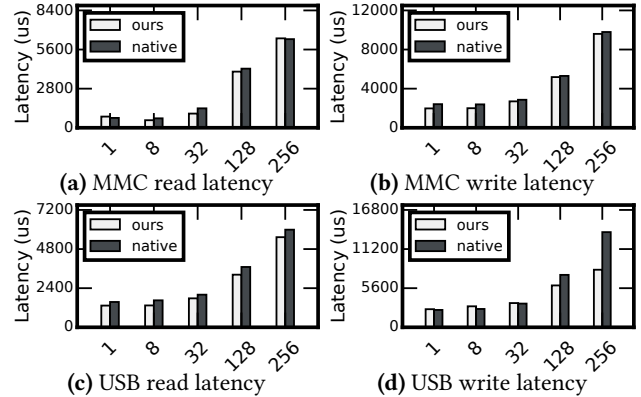 Latency (us)
8400
5600
2800
0
ours
native
1
8
32
128
256
(a) MMC read latency
Latency (us)
12000
8000
4000
0
ours
native
1
8
32
128
256
(b) MMC write latency
Latency (us)
7200
4800
2400
0
ours
native
1
8
32
128
256
(c) USB read latency
Latency (us)
16800
11200
5600
0
ours
native
1
8
32
128
256
(d) USB write latency